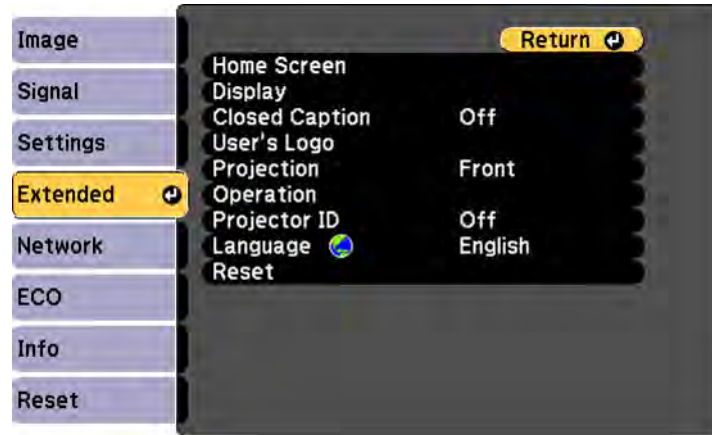 Image
Signal
Settings
Extended
Network
ECO
Info
Reset
Return
Home Screen
Display
Closed Caption Off
User's Logo
Projection Front
Operation
Projector ID Off
Language English
Reset